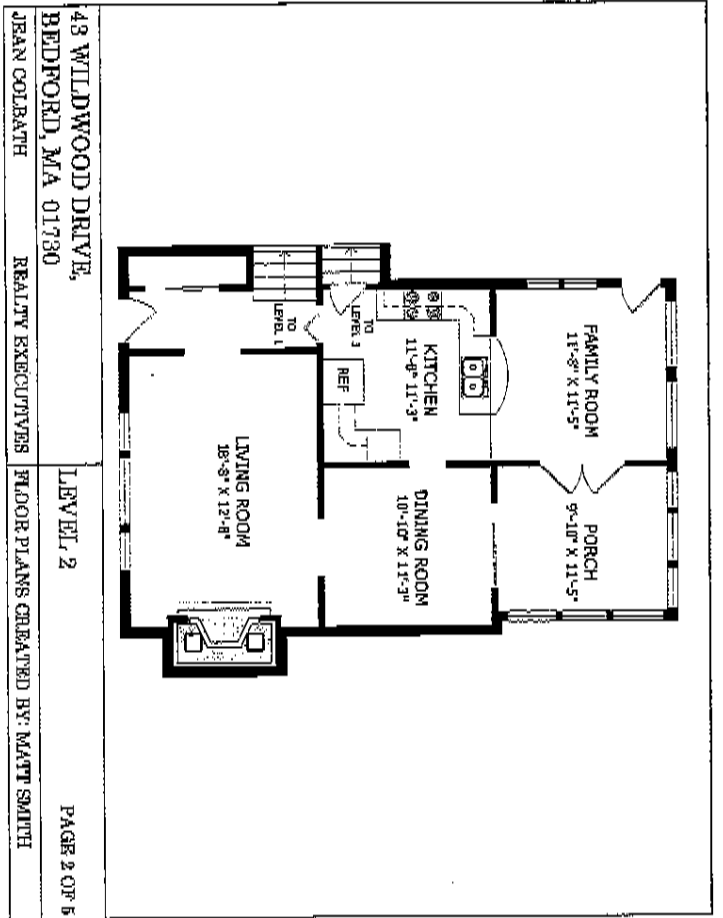 FAMILY ROOM
11'-8" X 11'-5"
PORCH
9'-10" X 11'-5"
KITCHEN
11'-8" 11'-3"
DINING ROOM
10'-10" X 11'-3"
TO
LEVEL 3
REF
TO
LEVEL 1
LIVING ROOM
18'-8" X 12'-8"
43 WILDWOOD DRIVE,
BEDFORD, MA 01730
LEVEL 2
PAGE 2 OF 5
JEAN COLBATH
REALTY EXECUTIVES
FLOOR PLANS CREATED BY: MATT SMITH